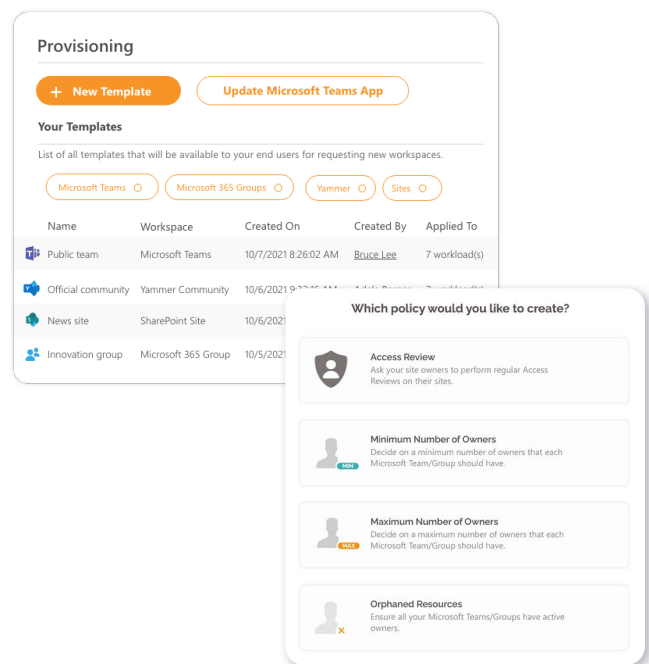 Provisioning
+ New Template
Update Microsoft Teams App
Your Templates
List of all templates that will be available to your end users for requesting new workspaces.
Microsoft Teams
Microsoft 365 Groups
Yammer
Sites
Name Workspace Created On Created By Applied To
Public team Microsoft Teams 10/7/2021 8:26:02 AM Bruce Lee 7 workload(s)
Official community Yammer Community 10/6/2021
News site SharePoint Site 10/6/2021
Innovation group Microsoft 365 Group 10/5/2021
Which policy would you like to create?
Access Review
Ask your site owners to perform regular Access
Reviews on their sites.
Minimum Number of Owners
Decide on a minimum number of owners that each
Microsoft Team/Group should have.
MIN
Maximum Number of Owners
Decide on a maximum number of owners that each
Microsoft Team/Group should have.
MAX
Orphaned Resources
Ensure all your Microsoft Teams/Groups have active
owners.